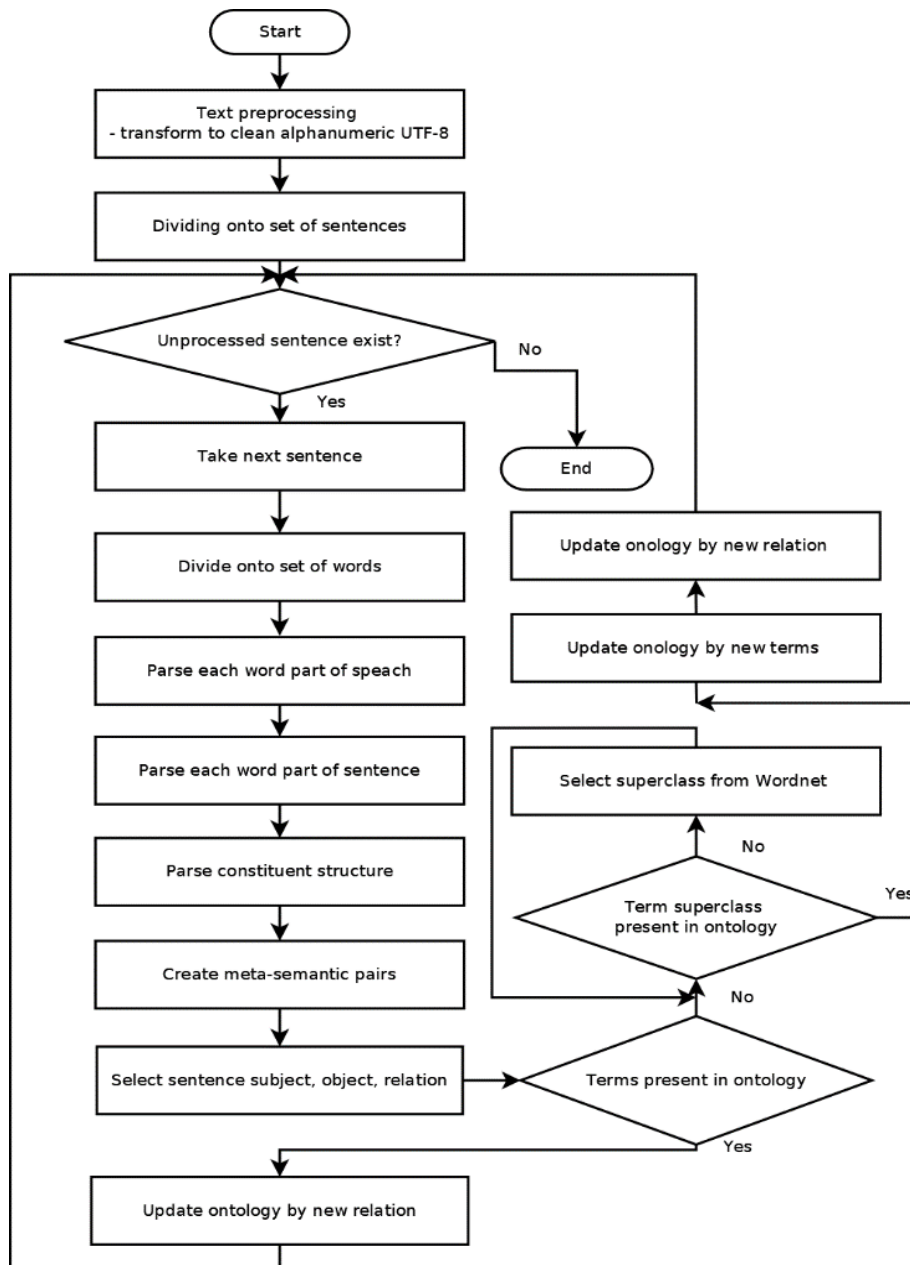 Start
Text preprocessing
- transform to clean alphanumeric UTF-8
Dividing onto set of sentences
Unprocessed sentence exist?
No
Yes
Take next sentence
End
Divide onto set of words
Update onology by new relation
Parse each word part of speach
Update onology by new terms
Parse each word part of sentence
Select superclass from Wordnet
Parse constituent structure
No
Yes
Term superclass
present in ontology
Create meta-semantic pairs
No
Select sentence subject, object, relation
Terms present in ontology
Yes
Update ontology by new relation